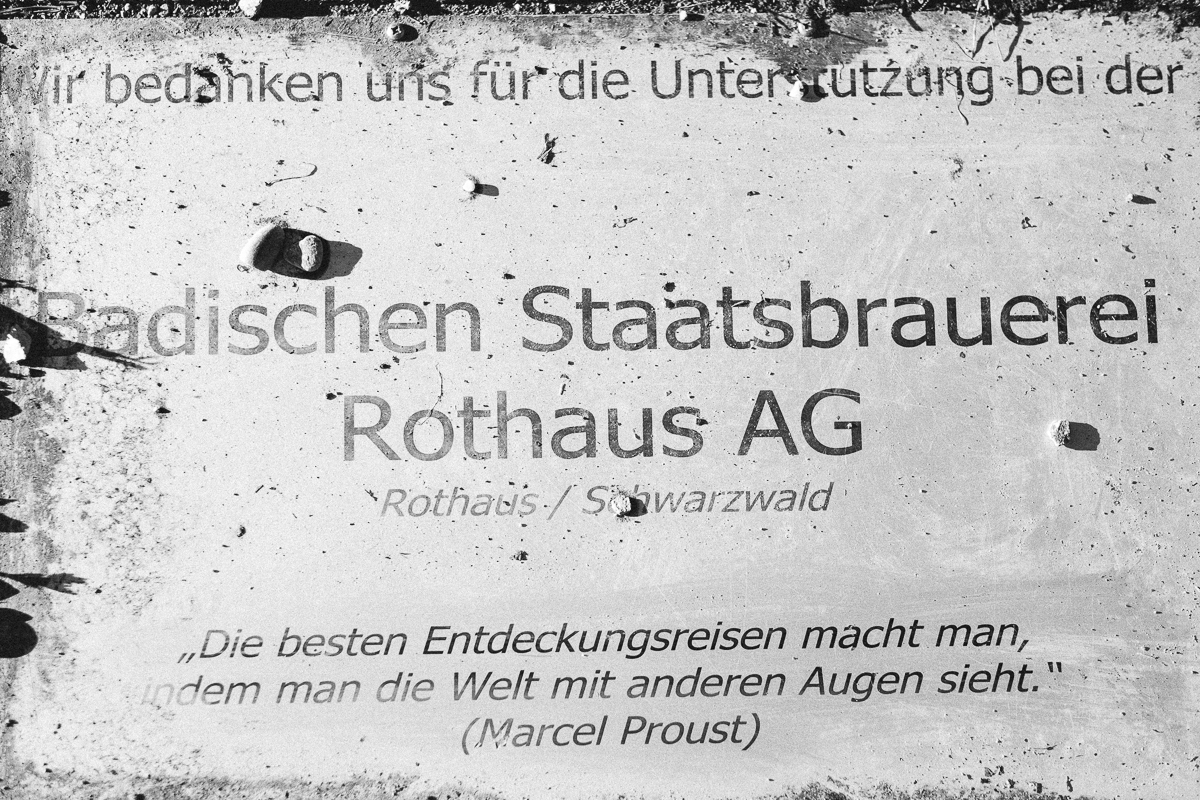 Wir bedanken uns für die Unterstützung bei der
Badischen Staatsbrauerei
Rothaus AG
Rothaus / Schwarzwald
„Die besten Entdeckungsreisen macht man,
indem man die Welt mit anderen Augen sieht.“
(Marcel Proust)